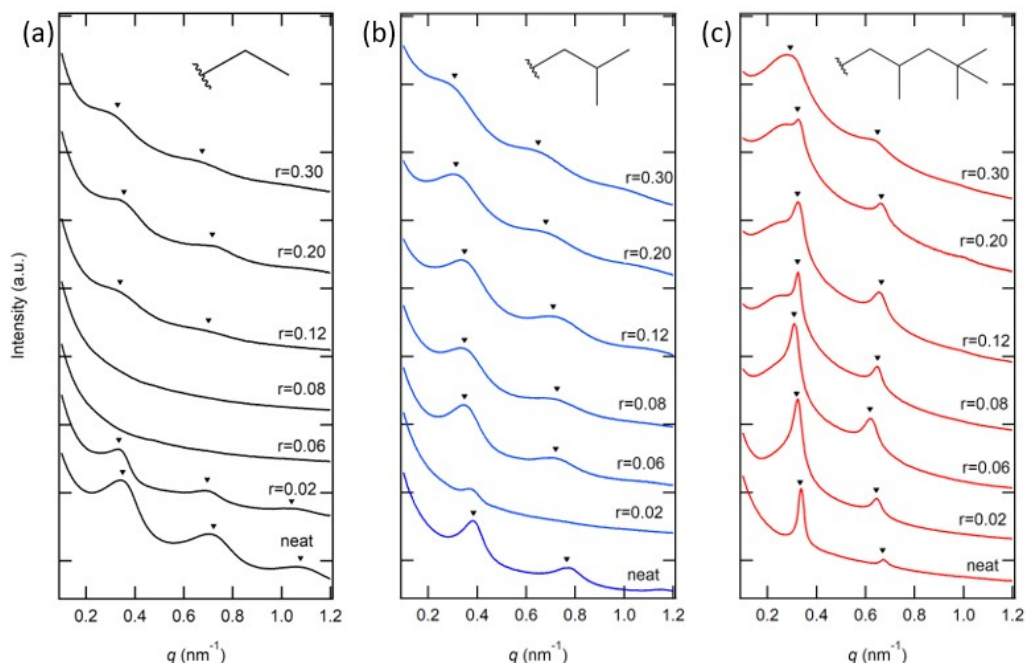 (a)
r=0.30
r=0.20
r=0.12
r=0.08
r=0.06
r=0.02
neat
0.2 0.4 0.6 0.8 1.0 1.2
q (nm⁻¹)
Intensity (a.u.)
(b)
r=0.30
r=0.20
r=0.12
r=0.08
r=0.06
r=0.02
neat
0.2 0.4 0.6 0.8 1.0 1.2
q (nm⁻¹)
(c)
r=0.30
r=0.20
r=0.12
r=0.08
r=0.06
r=0.02
neat
0.2 0.4 0.6 0.8 1.0 1.2
q (nm⁻¹)